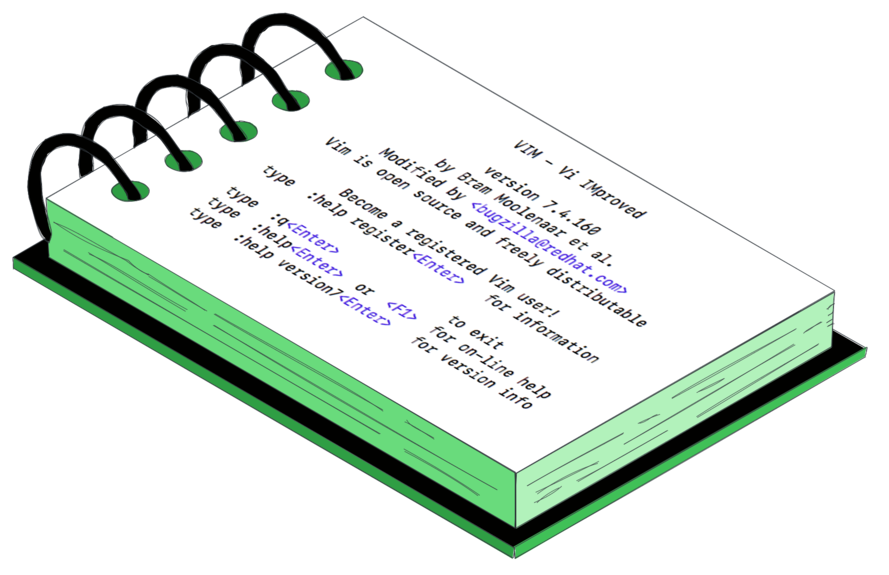 VIM - Vi IMproved
version 7.4.160
by Bram Moolenaar et al.
Modified by <bugzilla@redhat.com>
Vim is open source and freely distributable
Become a registered Vim user!
type :help register<Enter> for information
type :q<Enter> to exit
type :help<Enter> or <F1> for on-line help
type :help version7<Enter> for version info